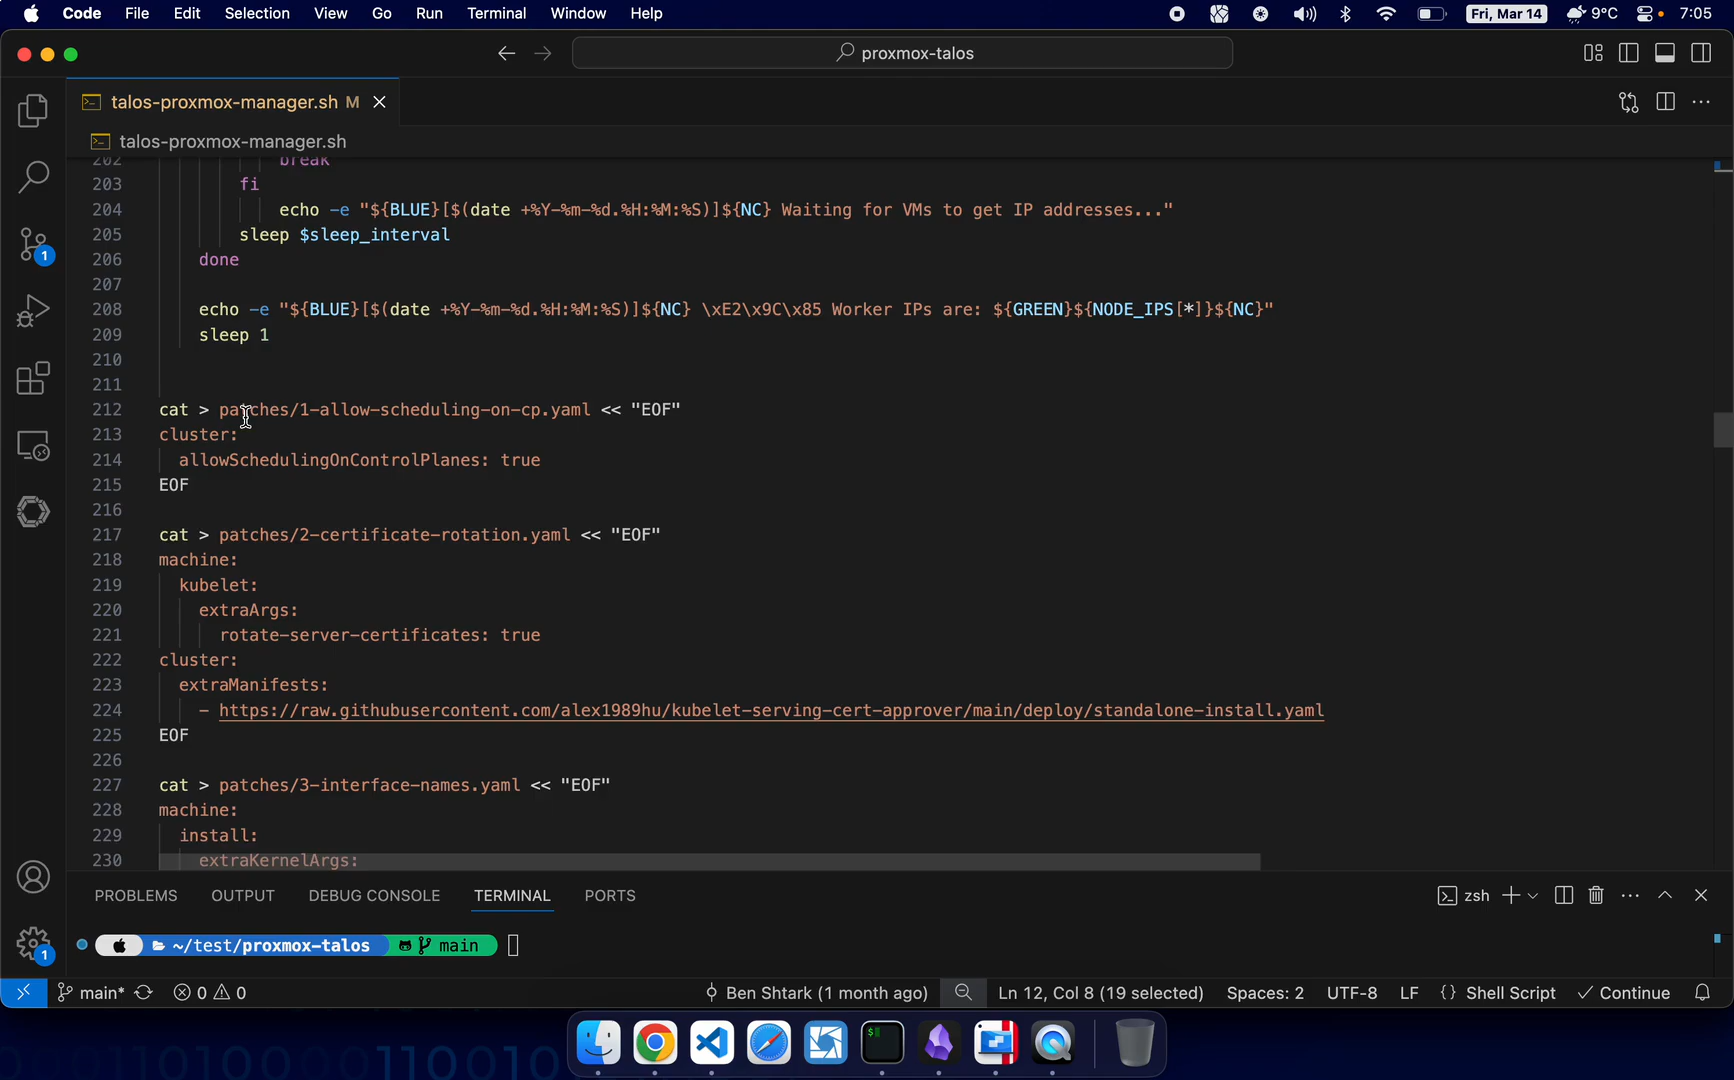 Code File Edit Selection View Go Run Terminal Window Help Fri, Mar 14 9°C 7:05
proxmox-talos
talos-proxmox-manager.sh M
talos-proxmox-manager.sh
202 break
203 fi
204 echo -e "${BLUE}[$(date +%Y-%m-%d.%H:%M:%S)]${NC} Waiting for VMs to get IP addresses..."
205 sleep $sleep_interval
206 done
207
208 echo -e "${BLUE}[$(date +%Y-%m-%d.%H:%M:%S)]${NC} \xE2\x9C\x85 Worker IPs are: ${GREEN}${NODE_IPS[*]}${NC}"
209 sleep 1
210
211
212 cat > patches/1-allow-scheduling-on-cp.yaml << "EOF"
213 cluster:
214 allowSchedulingOnControlPlanes: true
215 EOF
216
217 cat > patches/2-certificate-rotation.yaml << "EOF"
218 machine:
219 kubelet:
220 extraArgs:
221 rotate-server-certificates: true
222 cluster:
223 extraManifests:
224 - https://raw.githubusercontent.com/alex1989hu/kubelet-serving-cert-approver/main/deploy/standalone-install.yaml
225 EOF
226
227 cat > patches/3-interface-names.yaml << "EOF"
228 machine:
229 install:
230 extraKernelArgs:
1
1
PROBLEMS OUTPUT DEBUG CONSOLE TERMINAL PORTS zsh
~/test/proxmox-talos main
main* 0 0 Ben Shtark (1 month ago) Ln 12, Col 8 (19 selected) Spaces: 2 UTF-8 LF {} Shell Script Continue